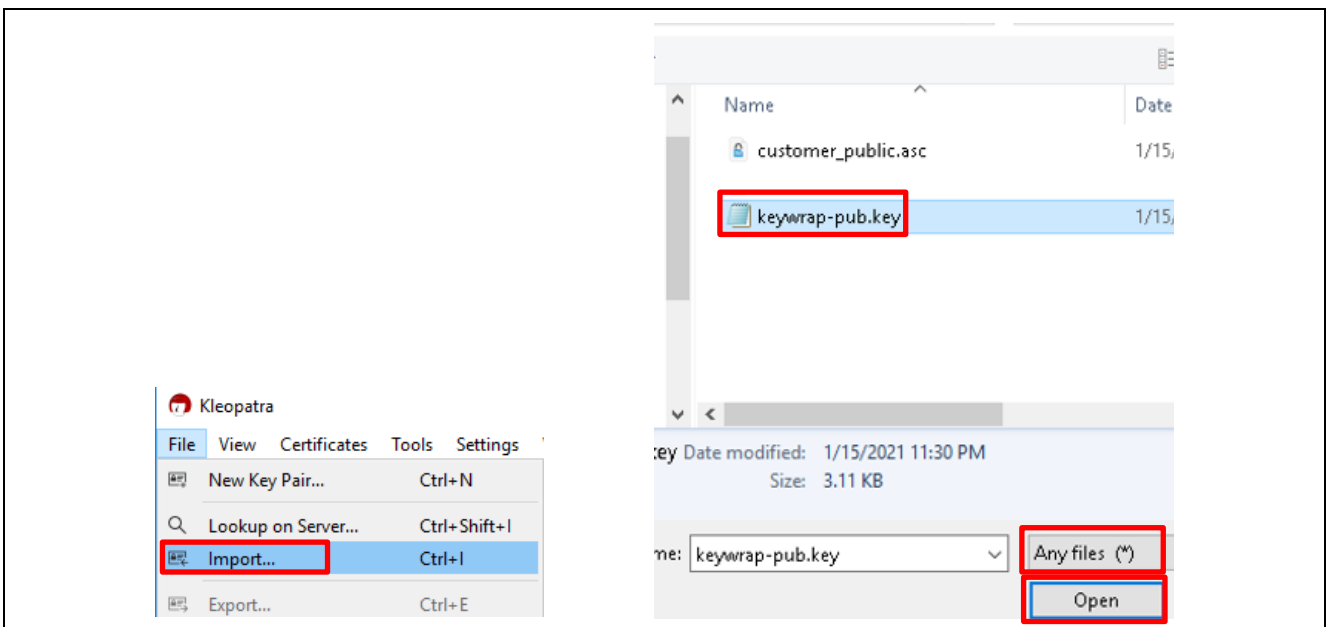 Kleopatra
File View Certificates Tools Settings
New Key Pair... Ctrl+N
Lookup on Server... Ctrl+Shift+I
Import... Ctrl+I
Export... Ctrl+E
Name Date
customer_public.asc 1/15/
keywrap-pub.key 1/15/
ey Date modified: 1/15/2021 11:30 PM
Size: 3.11 KB
me: keywrap-pub.key Any files (*)
Open